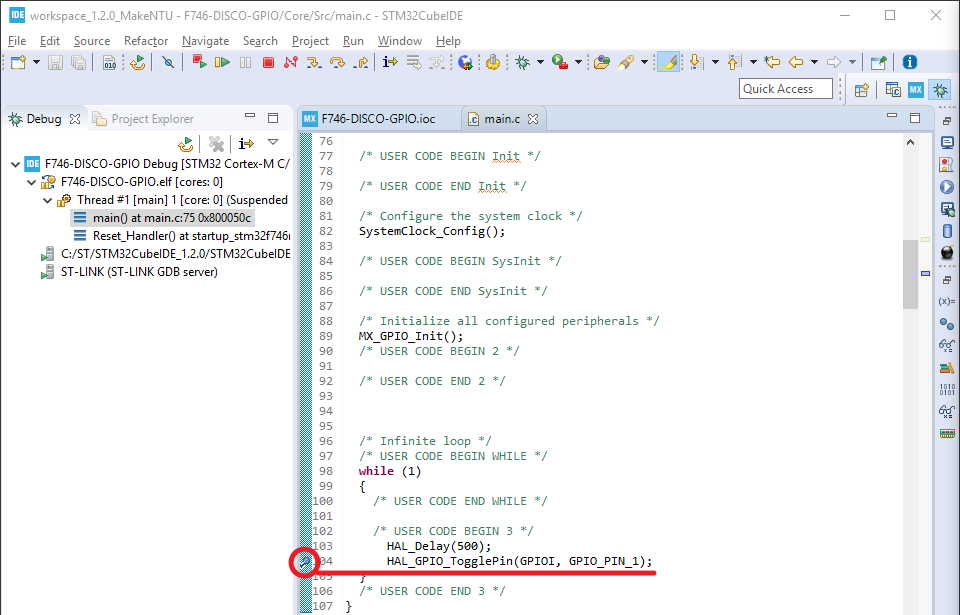 IDE workspace_1.2.0_MakeNTU - F746-DISCO-GPIO/Core/Src/main.c - STM32CubeIDE
File Edit Source Refactor Navigate Search Project Run Window Help
010
Quick Access
MX
Debug Project Explorer
MX F746-DISCO-GPIO.ioc main.c
IDE F746-DISCO-GPIO Debug [STM32 Cortex-M C/
F746-DISCO-GPIO.elf [cores: 0]
Thread #1 [main] 1 [core: 0] (Suspended
main() at main.c:75 0x800050c
Reset_Handler() at startup_stm32f746
C:/ST/STM32CubeIDE_1.2.0/STM32CubeIDE
ST-LINK (ST-LINK GDB server)
76
77 /* USER CODE BEGIN Init */
78
79 /* USER CODE END Init */
80
81 /* Configure the system clock */
82 SystemClock_Config();
83
84 /* USER CODE BEGIN SysInit */
85
86 /* USER CODE END SysInit */
87
88 /* Initialize all configured peripherals */
89 MX_GPIO_Init();
90 /* USER CODE BEGIN 2 */
91
92 /* USER CODE END 2 */
93
94
95
96 /* Infinite loop */
97 /* USER CODE BEGIN WHILE */
98 while (1)
99 {
100 /* USER CODE END WHILE */
101
102 /* USER CODE BEGIN 3 */
103 HAL_Delay(500);
104 HAL_GPIO_TogglePin(GPIOI, GPIO_PIN_1);
105 }
106 /* USER CODE END 3 */
107 }
(x)=
1010
0101